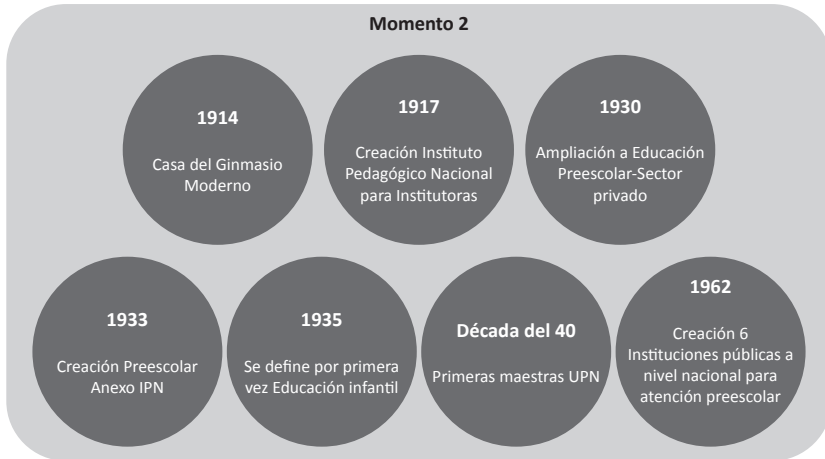 Momento 2
1914
Casa del Ginmasio
Moderno
1917
Creación Instituto
Pedagógico Nacional
para Institutoras
1930
Ampliación a Educación
Preescolar-Sector
privado
1933
Creación Preescolar
Anexo IPN
1935
Se define por primera
vez Educación infantil
Década del 40
Primeras maestras UPN
1962
Creación 6
Instituciones públicas a
nivel nacional para
atención preescolar